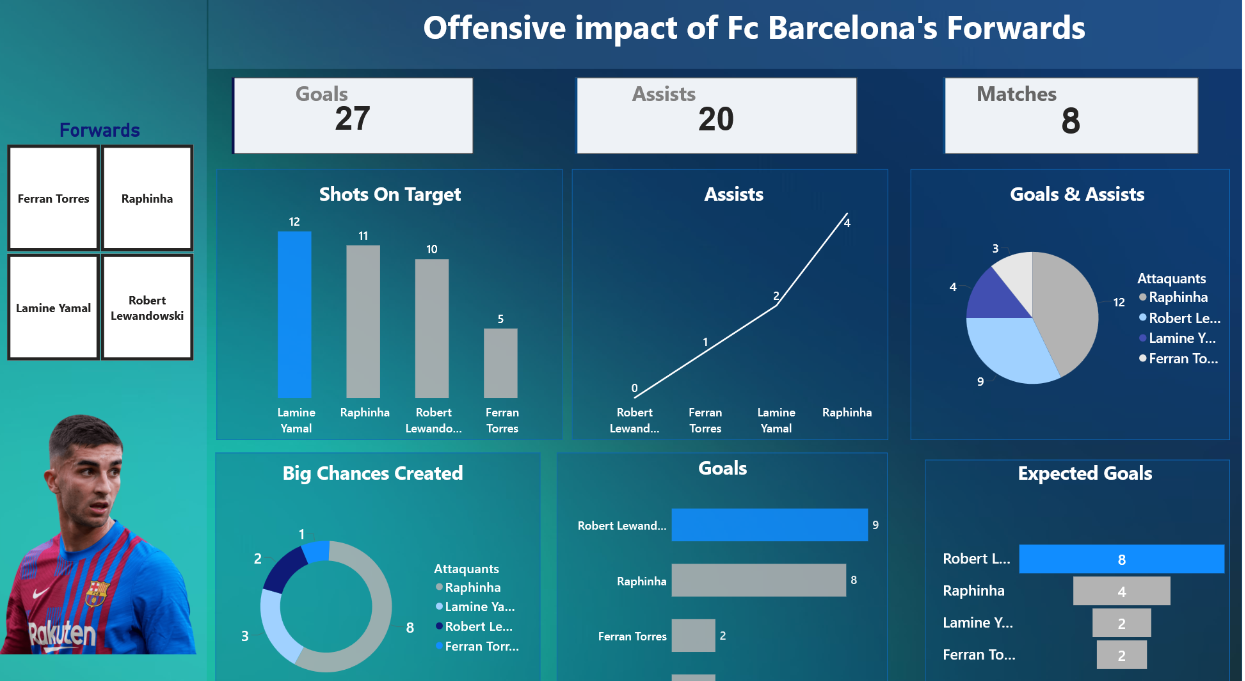 Offensive impact of Fc Barcelona's Forwards
Goals
27
Assists
20
Matches
8
Forwards
Ferran Torres
Raphinha
Lamine Yamal
Robert
Lewandowski
Shots On Target
12
11
10
5
Lamine
Yamal
Raphinha
Robert
Lewando...
Ferran
Torres
Assists
0
1
2
4
Robert
Lewand...
Ferran
Torres
Lamine
Yamal
Raphinha
Goals & Assists
3
4
12
9
Attaquants
Raphinha
Robert Le...
Lamine Y...
Ferran To...
Big Chances Created
1
2
3
8
Attaquants
Raphinha
Lamine Ya...
Robert Le...
Ferran Torr...
Goals
Robert Lewand... 9
Raphinha 8
Ferran Torres 2
Expected Goals
Robert L... 8
Raphinha 4
Lamine Y... 2
Ferran To... 2
Rakuten